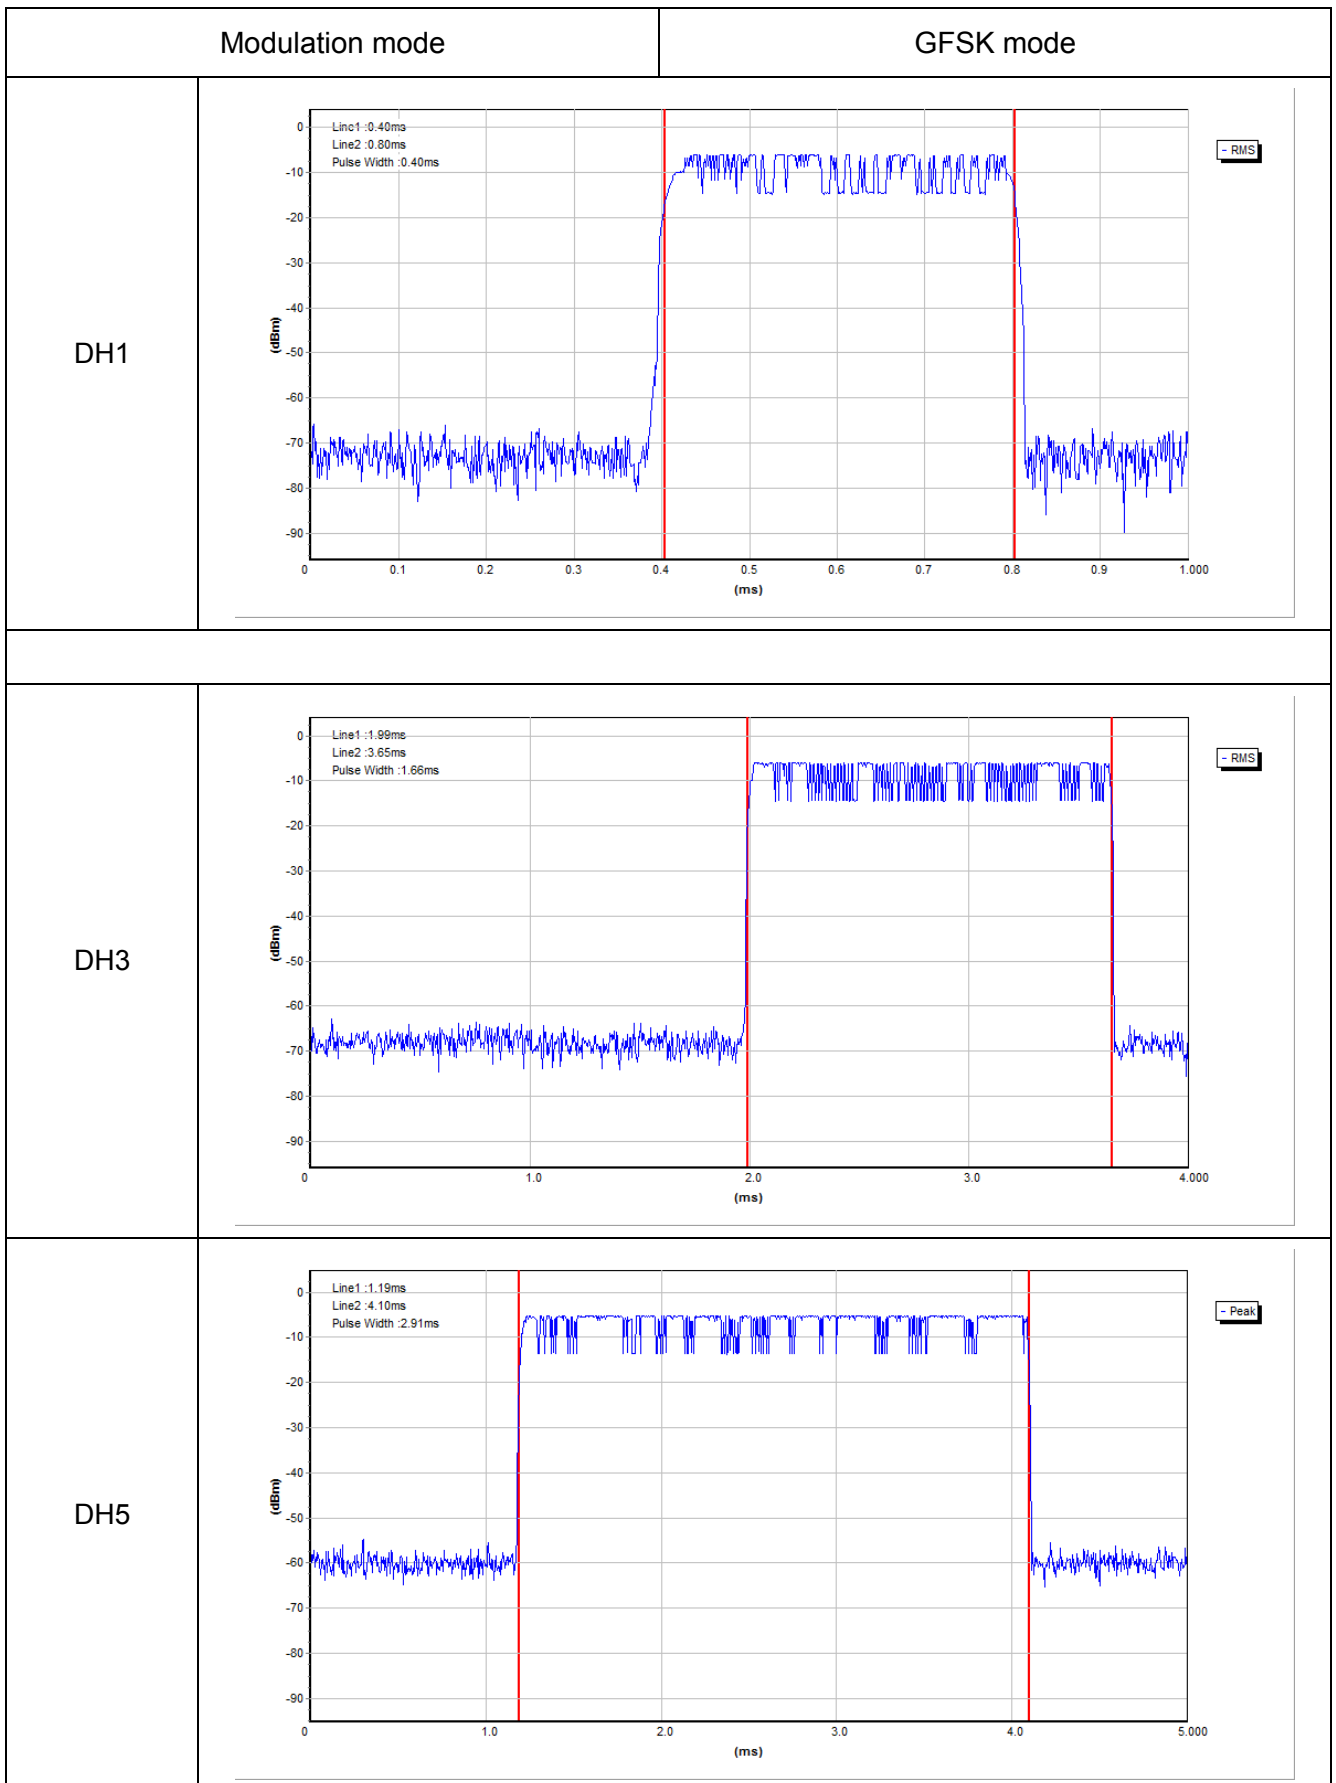 Modulation mode
GFSK mode
DH1
Line1 :0.40ms
Line2 :0.80ms
Pulse Width :0.40ms
- RMS
0
-10
-20
-30
-40
-50
-60
-70
-80
-90
(dBm)
0 0.1 0.2 0.3 0.4 0.5 0.6 0.7 0.8 0.9 1.000
(ms)
DH3
Line1 :1.99ms
Line2 :3.65ms
Pulse Width :1.66ms
- RMS
0
-10
-20
-30
-40
-50
-60
-70
-80
-90
(dBm)
0 1.0 2.0 3.0 4.000
(ms)
DH5
Line1 :1.19ms
Line2 :4.10ms
Pulse Width :2.91ms
- Peak
0
-10
-20
-30
-40
-50
-60
-70
-80
-90
(dBm)
0 1.0 2.0 3.0 4.0 5.000
(ms)